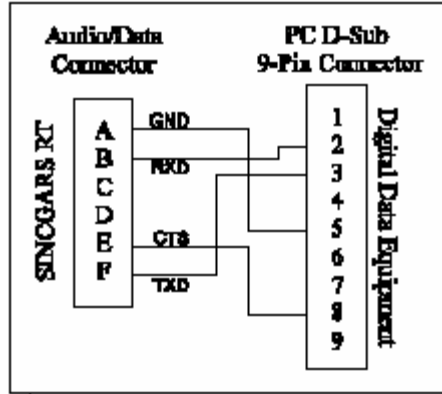 Audio/Data
Connector
PC D-Sub
9-Pin Connector
SINCGARS RT
A
B
C
D
E
F
GND
RXD
CTS
TXD
1
2
3
4
5
6
7
8
9
Digital Data Equipment